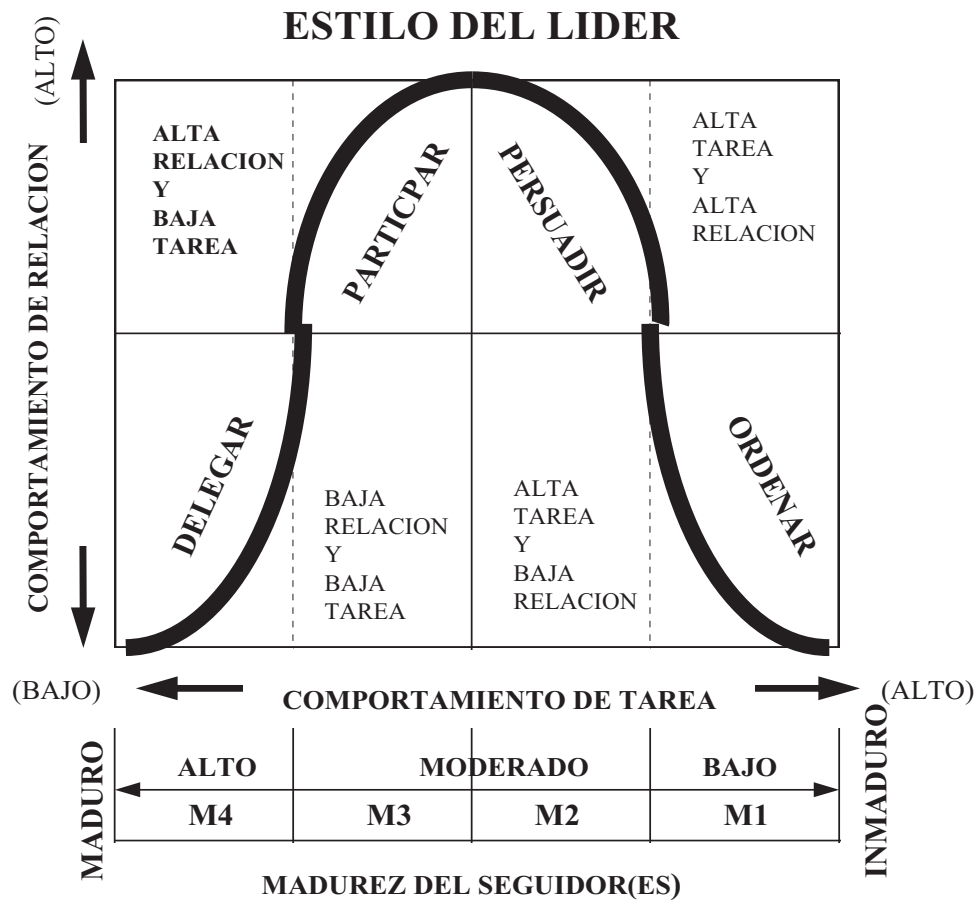 ESTILO DEL LIDER
(ALTO)
COMPORTAMIENTO DE RELACION
ALTA
RELACION
Y
BAJA
TAREA
PARTICPAR
PERSUADIR
ALTA
TAREA
Y
ALTA
RELACION
DELEGAR
BAJA
RELACION
Y
BAJA
TAREA
ALTA
TAREA
Y
BAJA
RELACION
ORDENAR
(BAJO)
COMPORTAMIENTO DE TAREA
(ALTO)
MADURO
ALTO
MODERADO
BAJO
INMADURO
M4
M3
M2
M1
MADUREZ DEL SEGUIDOR(ES)